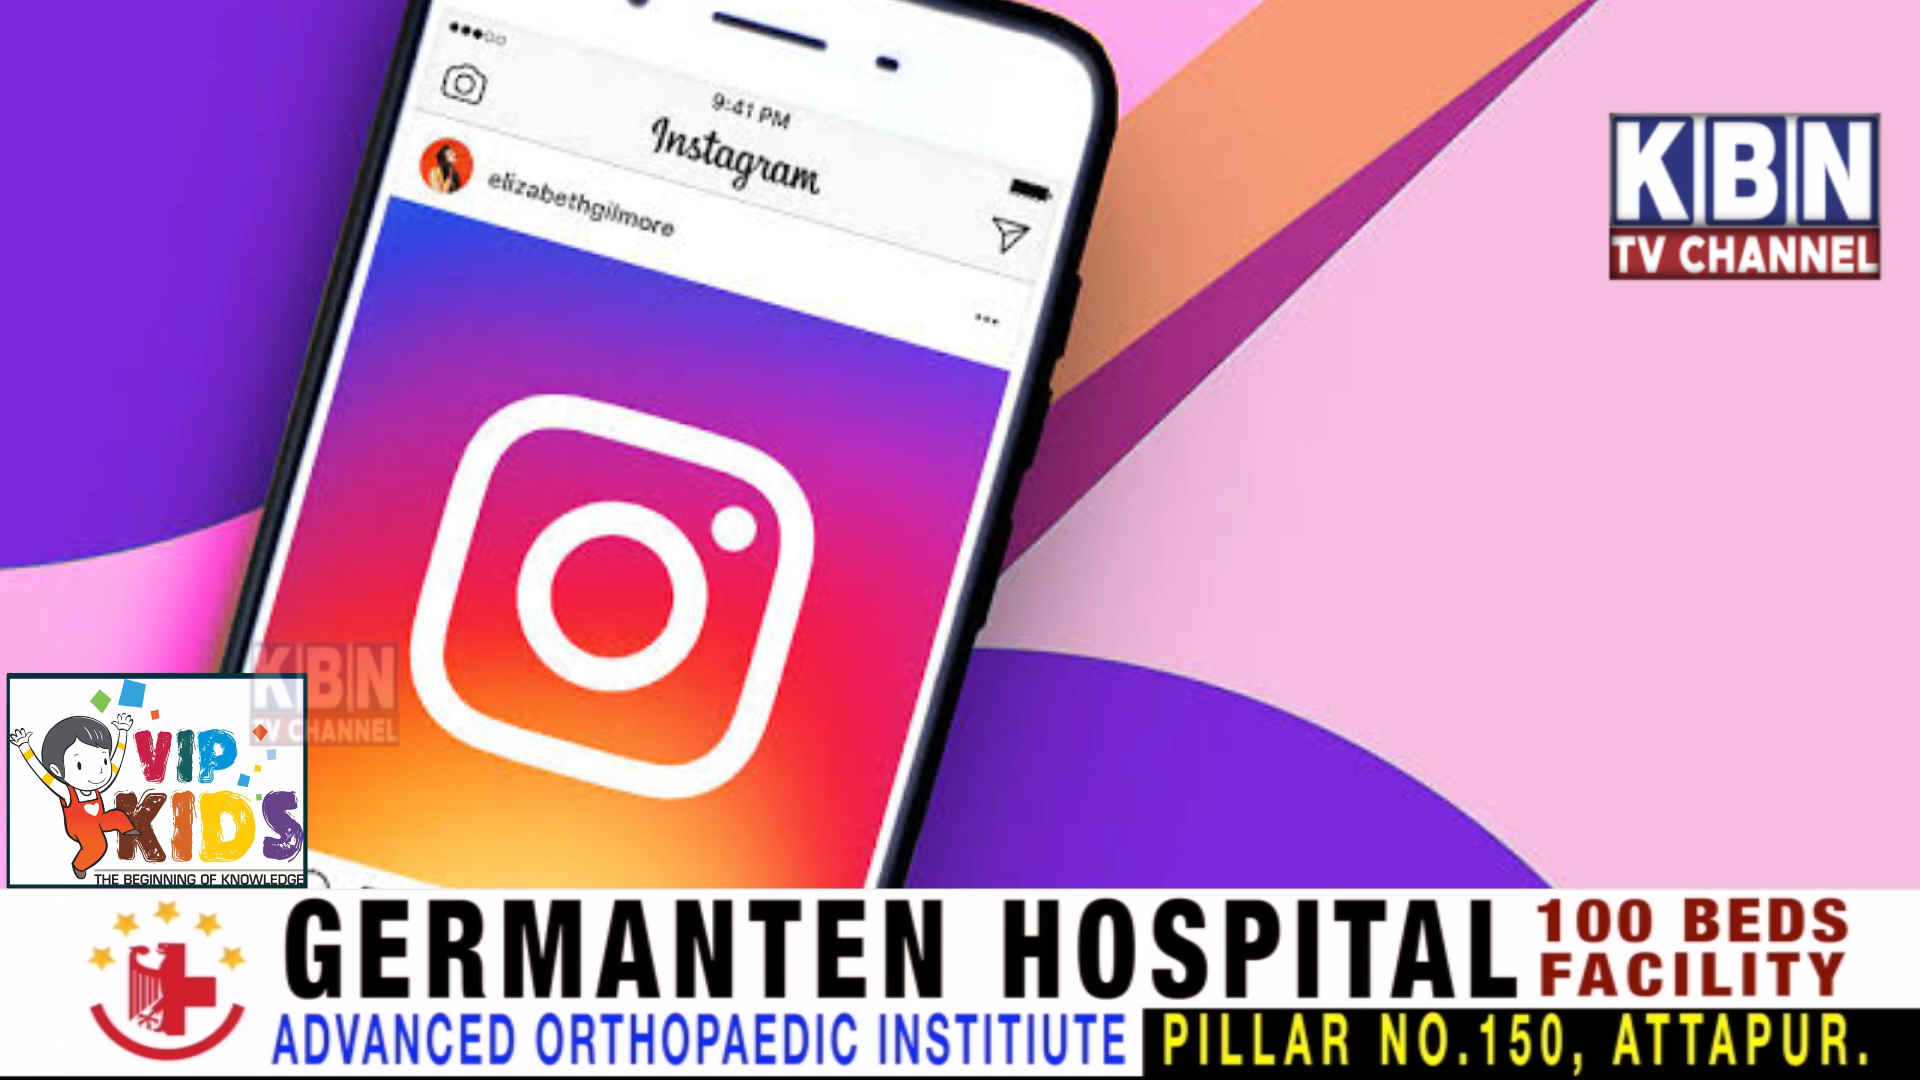 9:41 PM
Instagram
elizabethgilmore
KBN
TV CHANNEL
KBN
TV CHANNEL
VIP
KIDS
THE BEGINNING OF KNOWLEDGE
GERMANTEN HOSPITAL
100 BEDS
FACILITY
ADVANCED ORTHOPAEDIC INSTITIUTE
PILLAR NO.150, ATTAPUR.